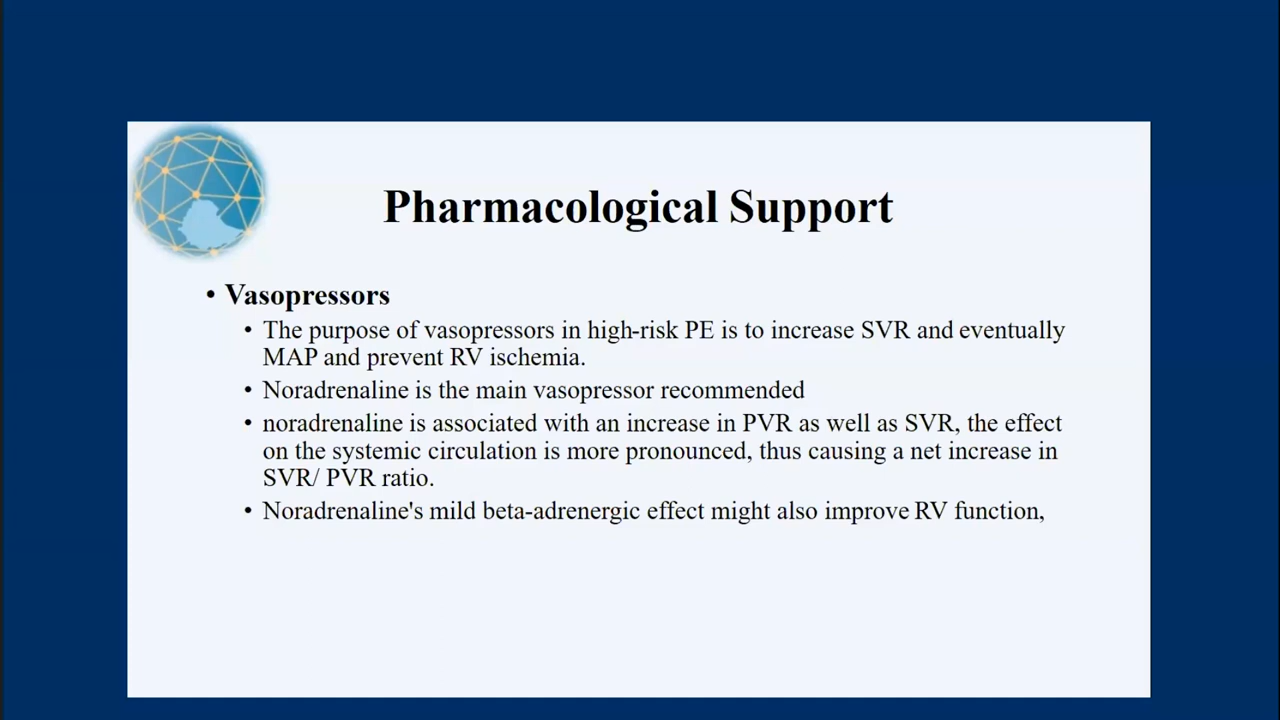 Pharmacological Support
• Vasopressors
• The purpose of vasopressors in high-risk PE is to increase SVR and eventually
MAP and prevent RV ischemia.
• Noradrenaline is the main vasopressor recommended
• noradrenaline is associated with an increase in PVR as well as SVR, the effect
on the systemic circulation is more pronounced, thus causing a net increase in
SVR/ PVR ratio.
• Noradrenaline's mild beta-adrenergic effect might also improve RV function,